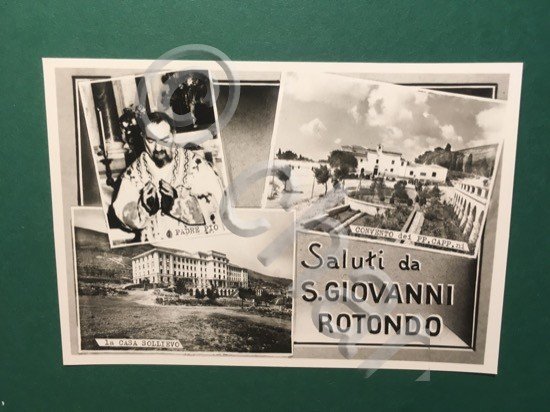 PADRE PIO
CONVENTO dei PP.CAPP.ni
la CASA SOLLIEVO
Saluti da
S.GIOVANNI
ROTONDO